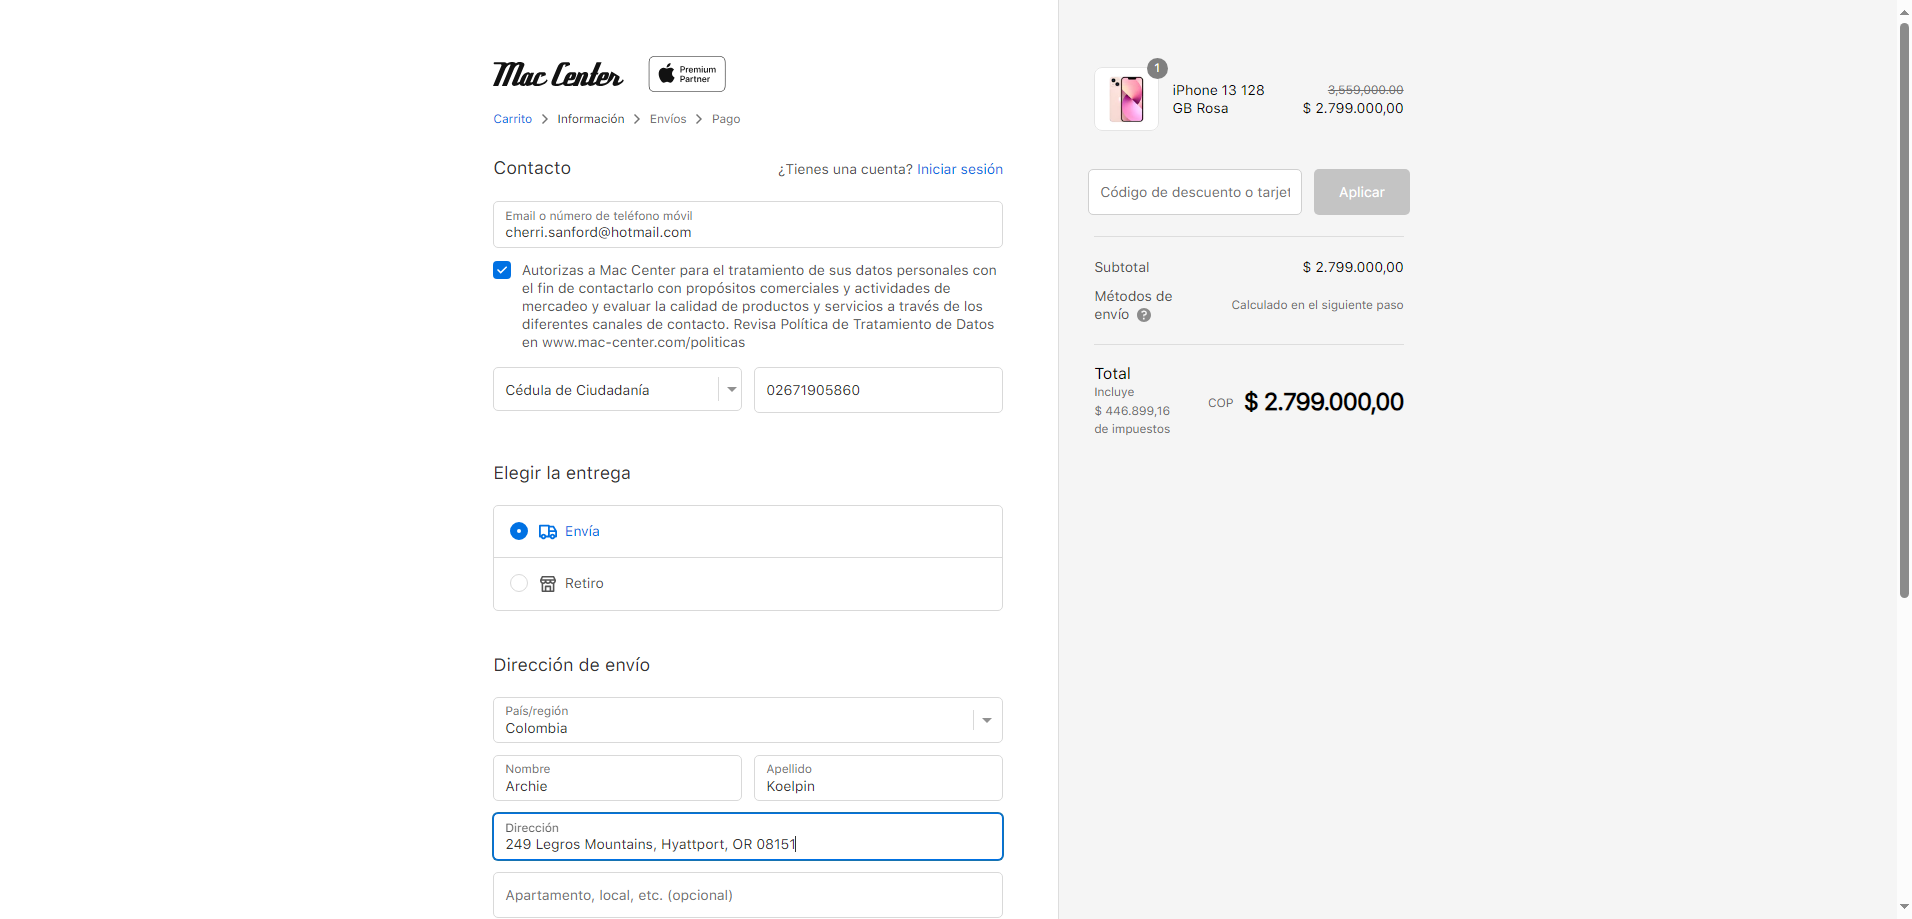 Mac Center
Premium
Partner
Carrito
Información
Envíos
Pago
Contacto
¿Tienes una cuenta? Iniciar sesión
Email o número de teléfono móvil
cherri.sanford@hotmail.com
Autorizas a Mac Center para el tratamiento de sus datos personales con
el fin de contactarlo con propósitos comerciales y actividades de
mercadeo y evaluar la calidad de productos y servicios a través de los
diferentes canales de contacto. Revisa Política de Tratamiento de Datos
en www.mac-center.com/politicas
Cédula de Ciudadanía
02671905860
Elegir la entrega
Envía
Retiro
Dirección de envío
País/región
Colombia
Nombre
Archie
Apellido
Koelpin
Dirección
249 Legros Mountains, Hyattport, OR 08151
Apartamento, local, etc. (opcional)
1
iPhone 13 128
GB Rosa
3,559,000.00
$ 2.799.000,00
Código de descuento o tarjet
Aplicar
Subtotal
$ 2.799.000,00
Métodos de
envío
?
Calculado en el siguiente paso
Total
Incluye
$ 446.899,16
de impuestos
COP
$ 2.799.000,00